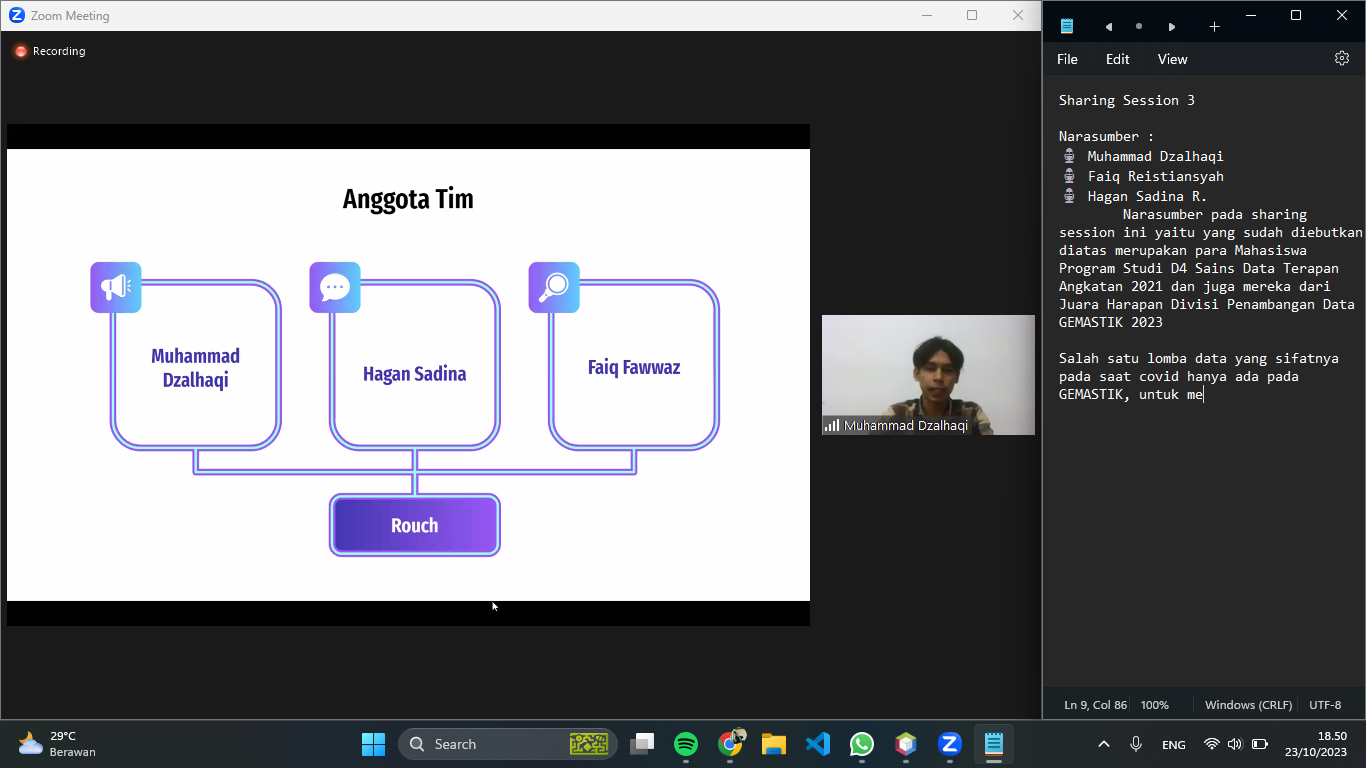 Zoom Meeting
Recording
Anggota Tim
Muhammad
Dzalhaqi
Hagan Sadina
Faiq Fawwaz
Rouch
Muhammad Dzalhaqi
File Edit View
Sharing Session 3
Narasumber :
Muhammad Dzalhaqi
Faiq Reistiansyah
Hagan Sadina R.
Narasumber pada sharing
session ini yaitu yang sudah diebutkan
diatas merupakan para Mahasiswa
Program Studi D4 Sains Data Terapan
Angkatan 2021 dan juga mereka dari
Juara Harapan Divisi Penambangan Data
GEMASTIK 2023
Salah satu lomba data yang sifatnya
pada saat covid hanya ada pada
GEMASTIK, untuk me
Ln 9, Col 86 100% Windows (CRLF) UTF-8
29°C
Berawan
Search
ENG
18.50
23/10/2023